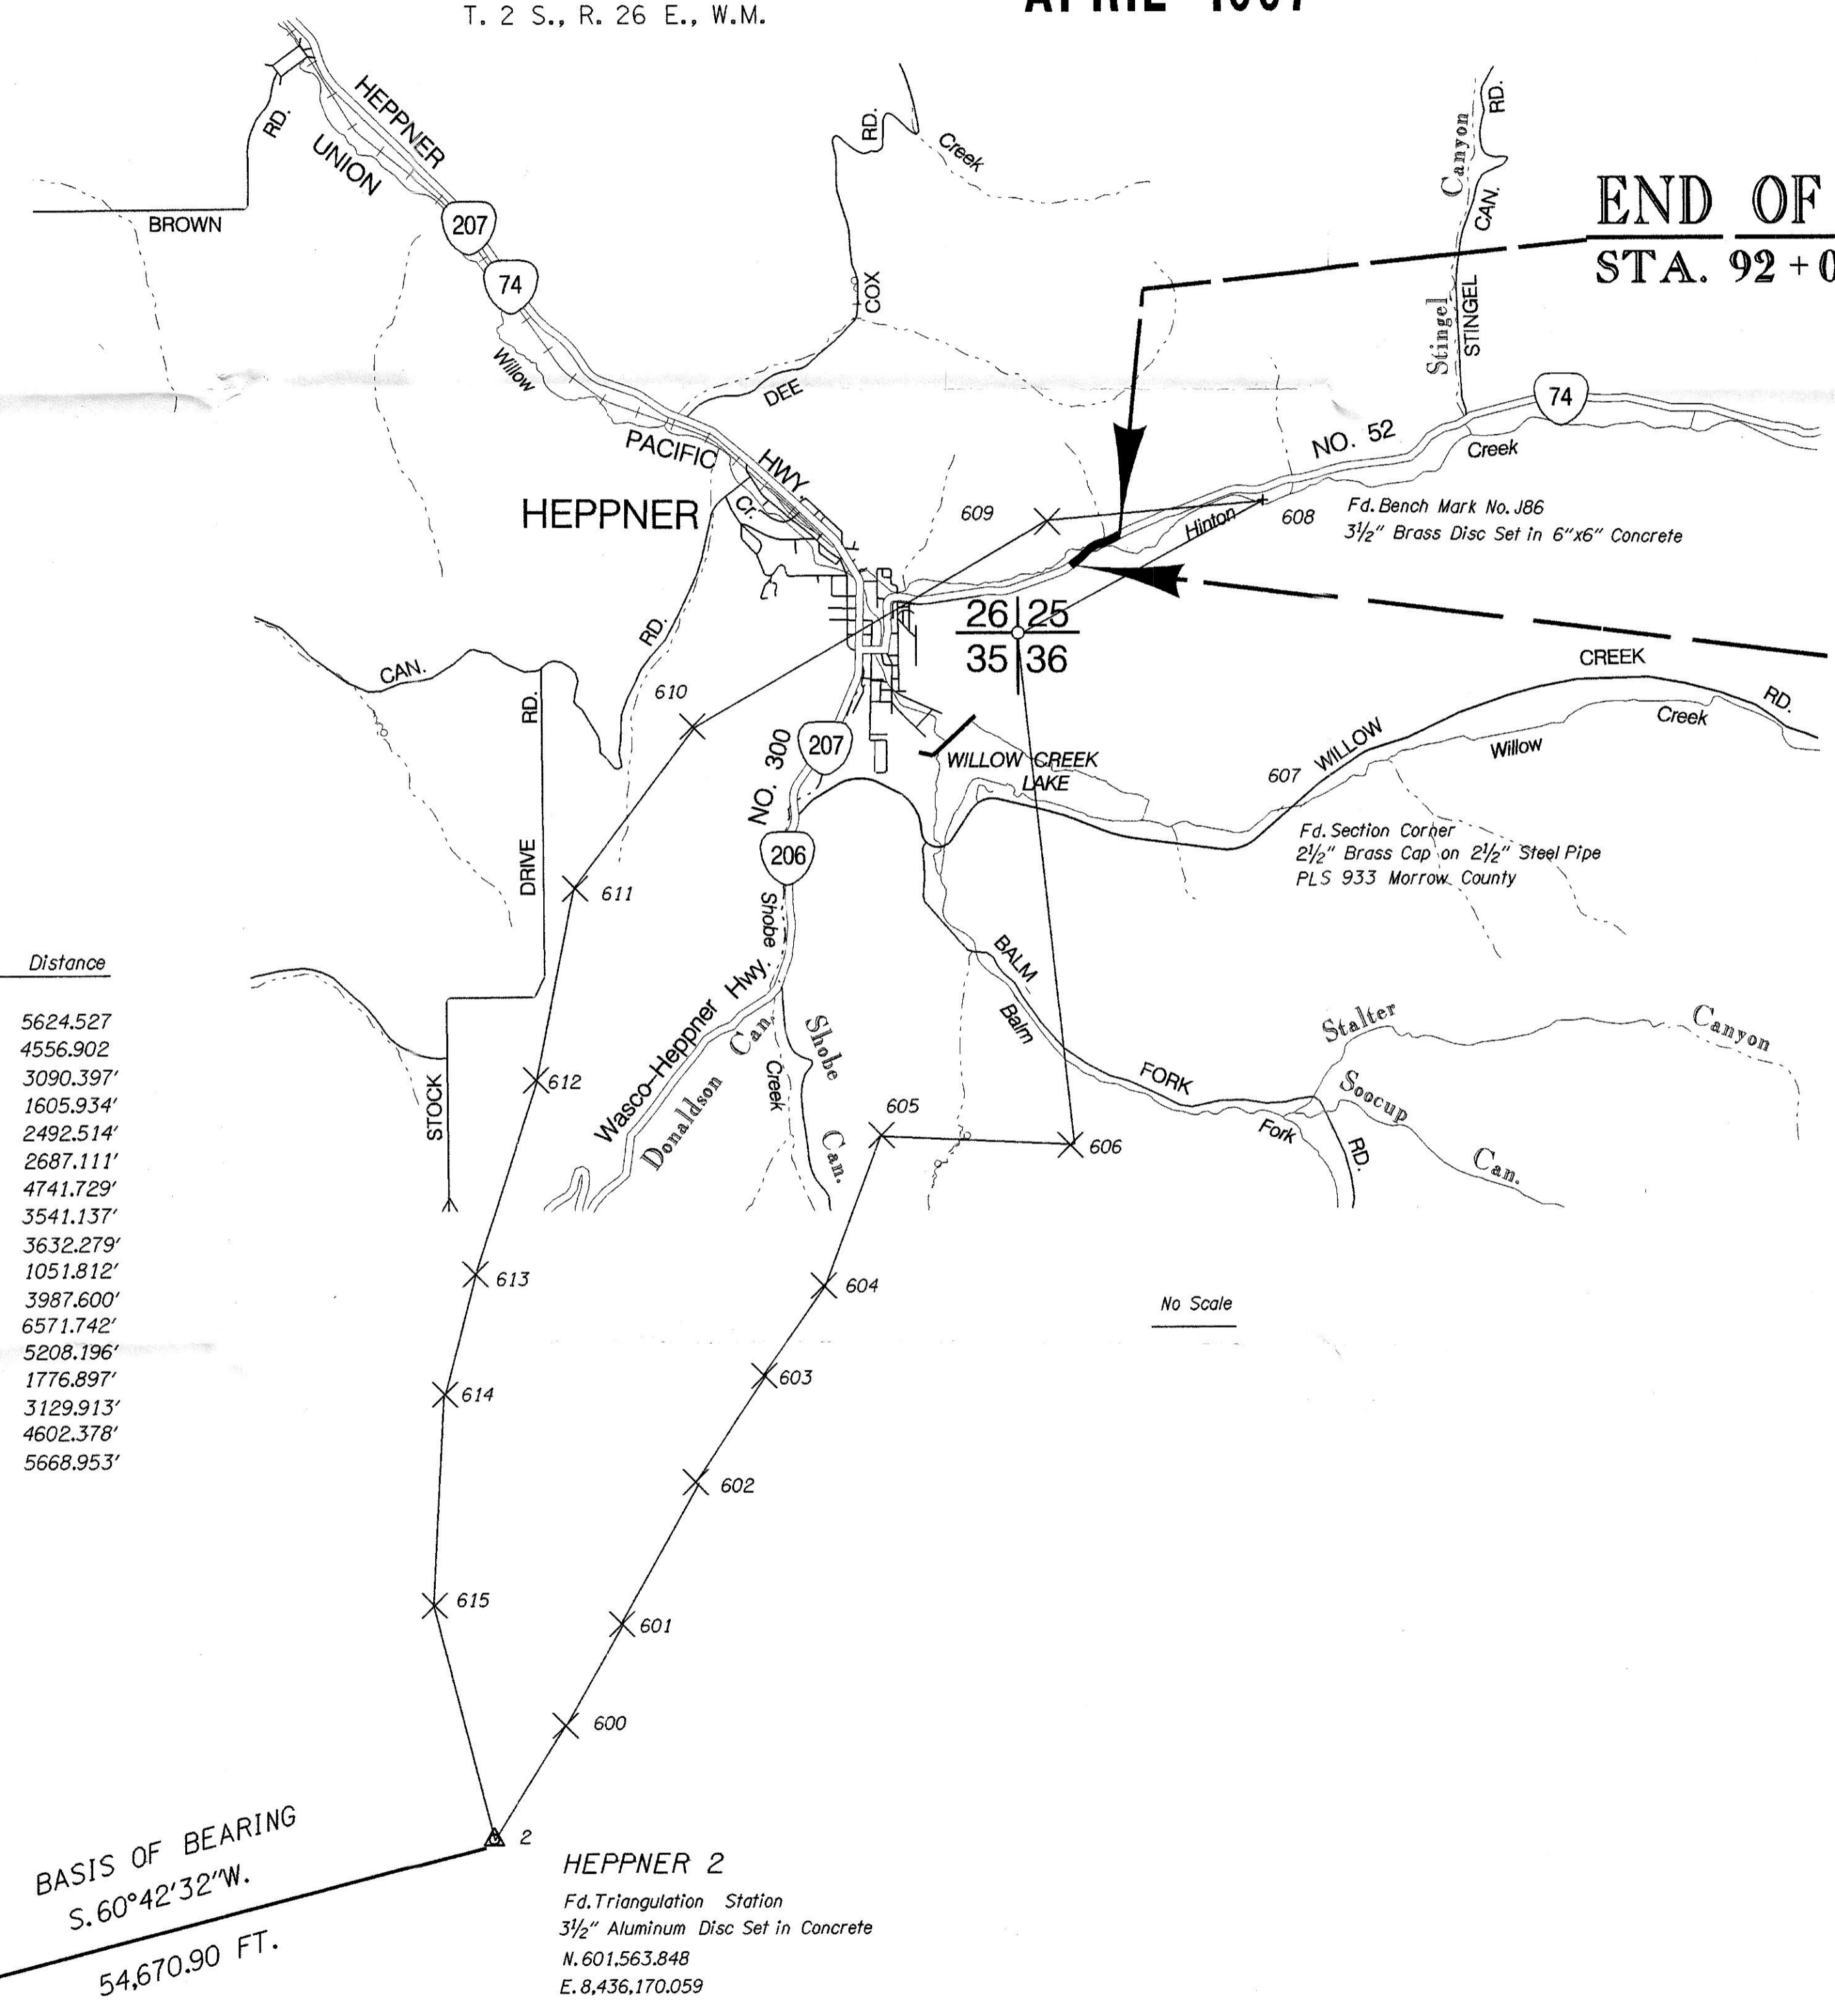 T. 2 S., R. 26 E., W.M.
APRIL
HEPPNER
UNION
RD.
BROWN
207
74
Willow
PACIFIC
HWY.
DEE
COX
RD.
Creek
Stingel
Canyon
STINGEL
CAN.
RD.
END OF
STA. 92+0
74
NO. 52
Creek
Hinton
HEPPNER
Cr.
609
608
Fd. Bench Mark No. J86
3½" Brass Disc Set in 6"x6" Concrete
26 25
35 36
CAN.
RD.
RD.
DRIVE
STOCK
610
611
612
NO. 300
207
206
WILLOW CREEK
LAKE
607
WILLOW
CREEK
RD.
Willow
Creek
Fd. Section Corner
2½" Brass Cap on 2½" Steel Pipe
PLS 933 Morrow County
Shobe
Creek
Wasco-Heppner Hwy.
Donaldson
Can.
Shobe
Can.
BALM
Balm
FORK
Fork
RD.
Stalter
Canyon
Soocup
Can.
605
606
604
603
602
601
600
613
614
615
No Scale
Distance
5624.527
4556.902
3090.397'
1605.934'
2492.514'
2687.111'
4741.729'
3541.137'
3632.279'
1051.812'
3987.600'
6571.742'
5208.196'
1776.897'
3129.913'
4602.378'
5668.953'
BASIS OF BEARING
S.60°42'32"W.
54,670.90 FT.
2
HEPPNER 2
Fd. Triangulation Station
3½" Aluminum Disc Set in Concrete
N. 601,563.848
E. 8,436,170.059